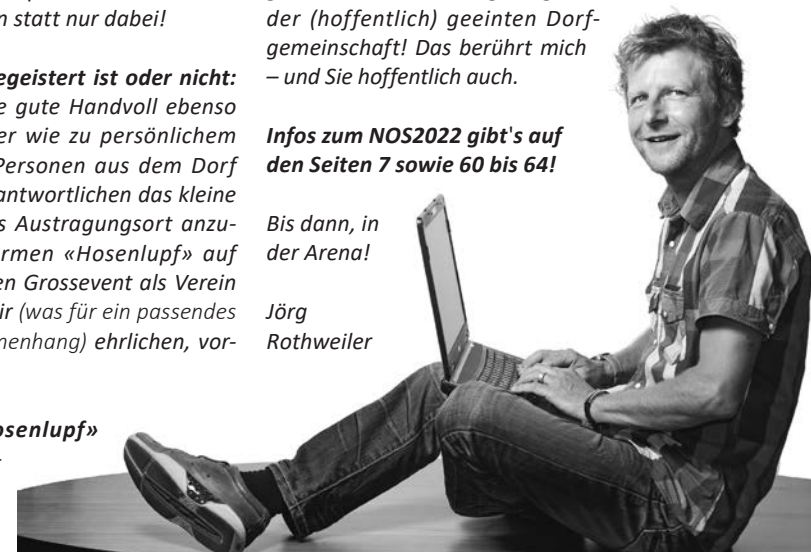 n statt nur dabei!
egeistert ist oder nicht:
e gute Handvoll ebenso
er wie zu persönlichem
Personen aus dem Dorf
antwortlichen das kleine
s Austragungsort anzu-
rmen «Hosenlupf» auf
en Grossevent als Verein
ir (was für ein passendes
menhang) ehrlichen, vor-
osenlupf»
der (hoffentlich) geeinten Dorf-
gemeinschaft! Das berührt mich
– und Sie hoffentlich auch.
Infos zum NOS2022 gibt's auf
den Seiten 7 sowie 60 bis 64!
Bis dann, in
der Arena!
Jörg
Rothweiler